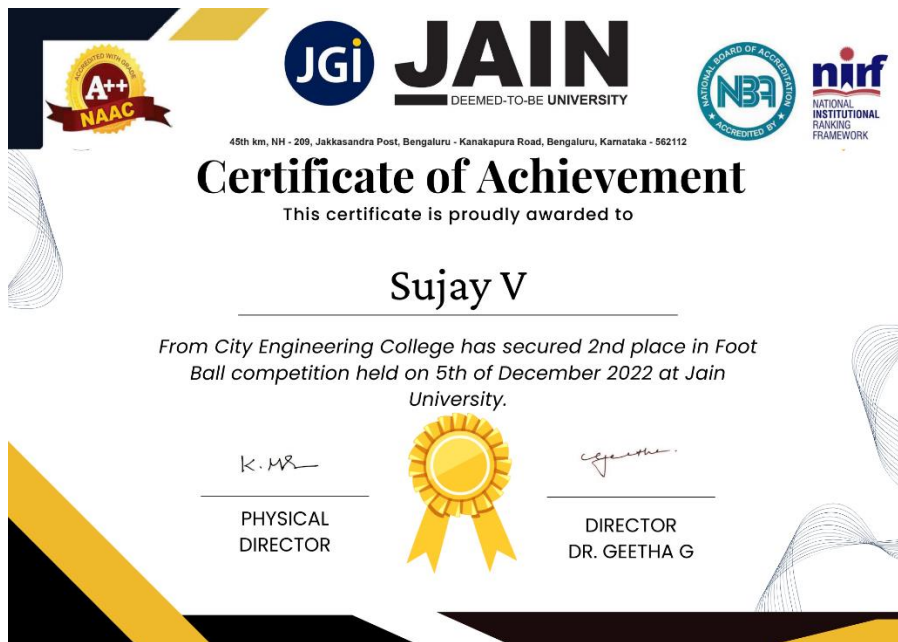 ACCREDITED WITH GRADE
A++
NAAC
JGi
JAIN
DEEMED-TO-BE UNIVERSITY
NATIONAL BOARD OF ACCREDITATION
NBA
ACCREDITED BY
nirf
NATIONAL
INSTITUTIONAL
RANKING
FRAMEWORK
45th km, NH - 209, Jakkasandra Post, Bengaluru - Kanakapura Road, Bengaluru, Karnataka - 562112
Certificate of Achievement
This certificate is proudly awarded to
Sujay V
From City Engineering College has secured 2nd place in Foot
Ball competition held on 5th of December 2022 at Jain
University.
Geetha.
PHYSICAL
DIRECTOR
DIRECTOR
DR. GEETHA G